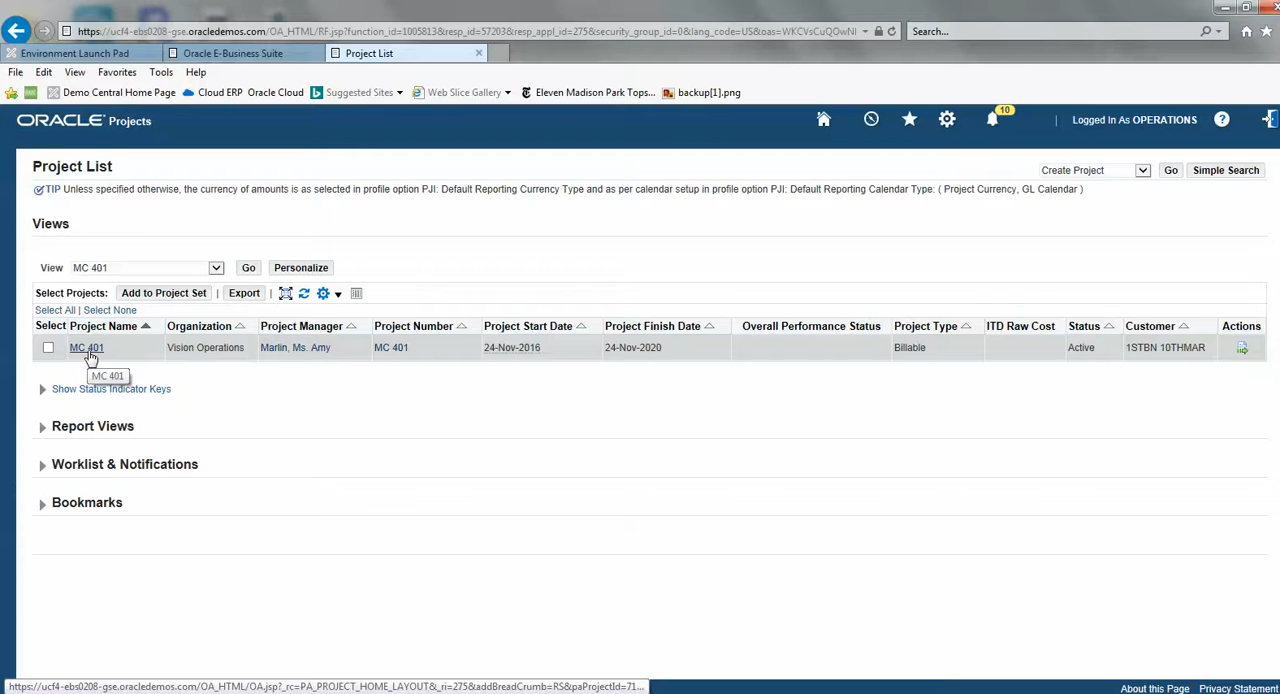 https://ucf4-ebs0208-gse.oracledemos.com/OA_HTML/RF.jsp?function_id=1005813&resp_id=57203&resp_appl_id=275&security_group_id=0&lang_code=US&oas=WKCVsCuQOwNl
Search...
Environment Launch Pad
Oracle E-Business Suite
Project List
File Edit View Favorites Tools Help
Demo Central Home Page Cloud ERP Oracle Cloud Suggested Sites Web Slice Gallery Eleven Madison Park Tops... backup[1].png
ORACLE Projects
10
Logged In As OPERATIONS
Project List
Create Project Go Simple Search
TIP Unless specified otherwise, the currency of amounts is as selected in profile option PJI: Default Reporting Currency Type and as per calendar setup in profile option PJI: Default Reporting Calendar Type: ( Project Currency, GL Calendar )
Views
View MC 401 Go Personalize
Select Projects: Add to Project Set | Export |
Select All | Select None
Select Project Name Organization Project Manager Project Number Project Start Date Project Finish Date Overall Performance Status Project Type ITD Raw Cost Status Customer Actions
MC 401 Vision Operations Marlin, Ms. Amy MC 401 24-Nov-2016 24-Nov-2020 Billable Active 1STBN 10THMAR
MC 401
Show Status Indicator Keys
Report Views
Worklist & Notifications
Bookmarks
https://ucf4-ebs0208-gse.oracledemos.com/OA_HTML/OA.jsp?_rc=PA_PROJECT_HOME_LAYOUT&_ri=275&addBreadCrumb=RS&paProjectId=71...
About this Page Privacy Statement